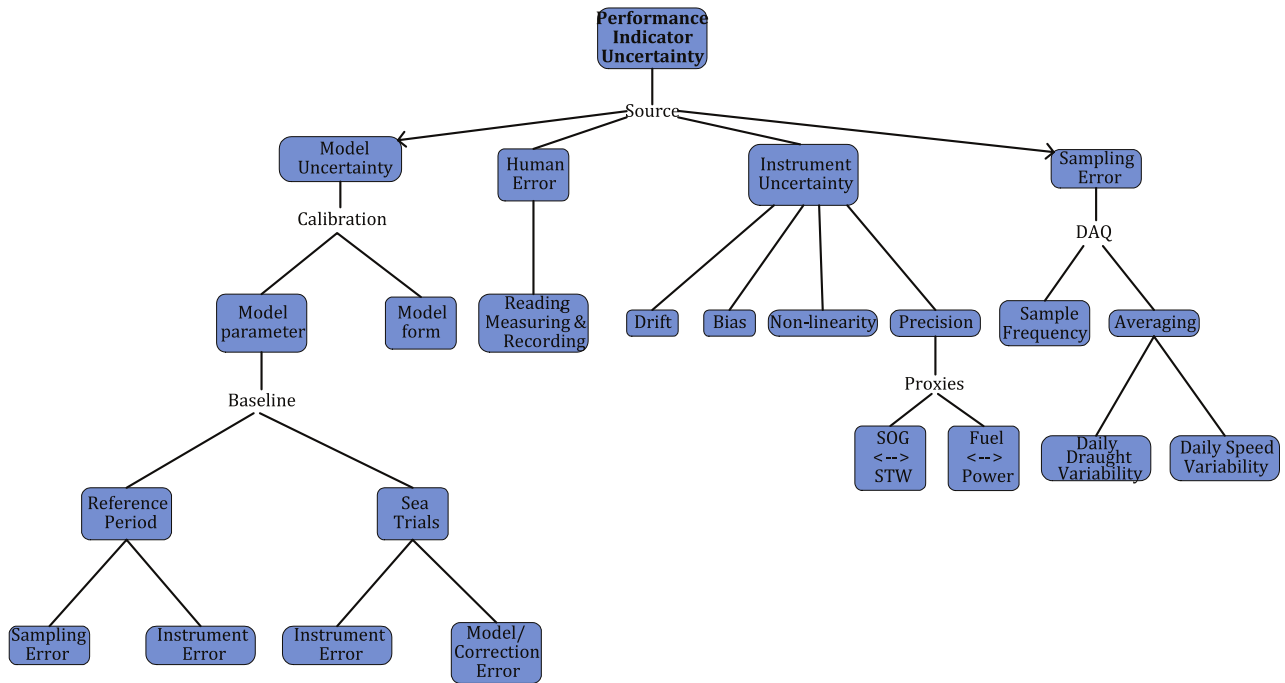 Performance
Indicator
Uncertainty
Source
Model
Uncertainty
Human
Error
Instrument
Uncertainty
Sampling
Error
Calibration
DAQ
Model
parameter
Model
form
Reading
Measuring &
Recording
Drift
Bias
Non-linearity
Precision
Sample
Frequency
Averaging
Baseline
Proxies
SOG
<-->
STW
Fuel
<-->
Power
Daily
Draught
Variability
Daily Speed
Variability
Reference
Period
Sea
Trials
Sampling
Error
Instrument
Error
Instrument
Error
Model/
Correction
Error